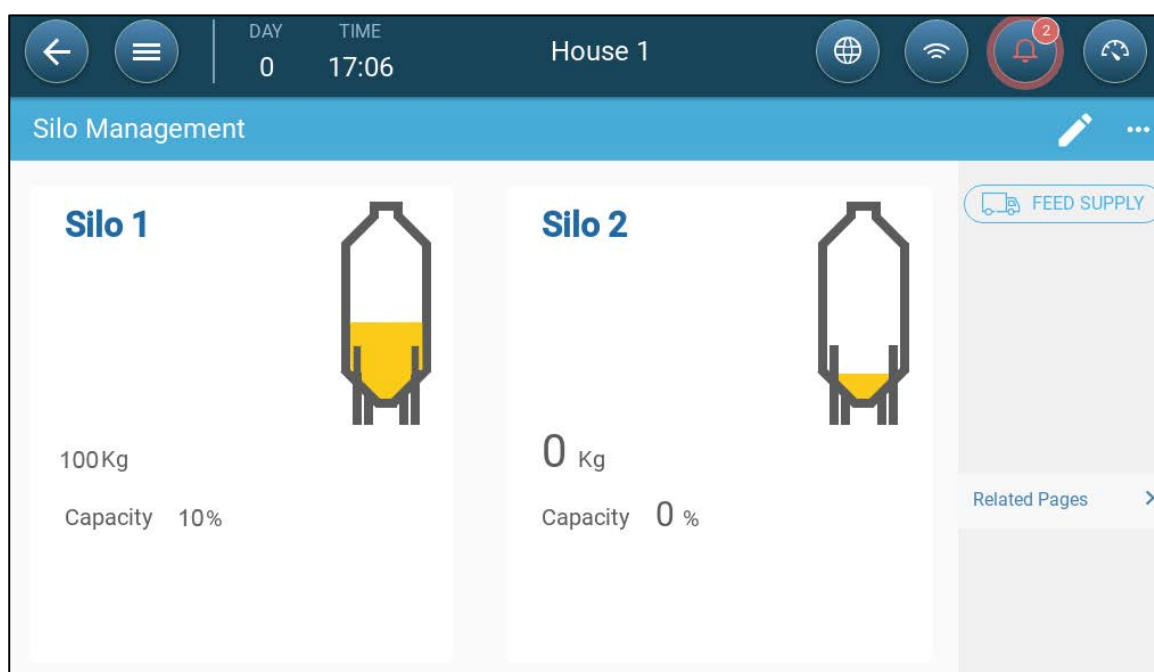 DAY
TIME
0
17:06
House 1
2
Silo Management
Silo 1
100Kg
Capacity 10%
Silo 2
0 Kg
Capacity 0 %
FEED SUPPLY
Related Pages